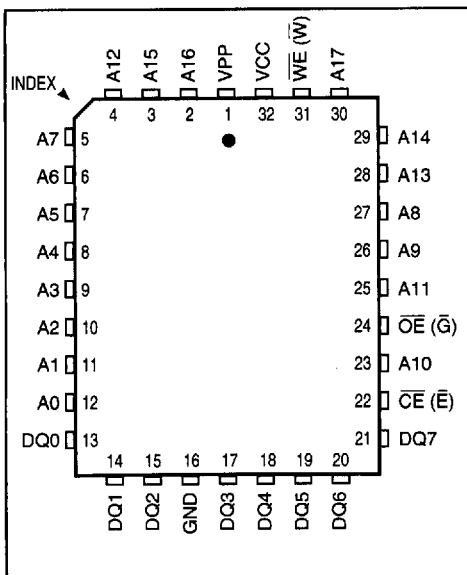 A12 A15 A16 VPP VCC W̅E̅ (W̅) A17
INDEX
4 3 2 1 32 31 30
A7 5 29 A14
A6 6 28 A13
A5 7 27 A8
A4 8 26 A9
A3 9 25 A11
A2 10 24 O̅E̅ (G̅)
A1 11 23 A10
A0 12 22 C̅E̅ (E̅)
DQ0 13 21 DQ7
14 15 16 17 18 19 20
DQ1 DQ2 GND DQ3 DQ4 DQ5 DQ6